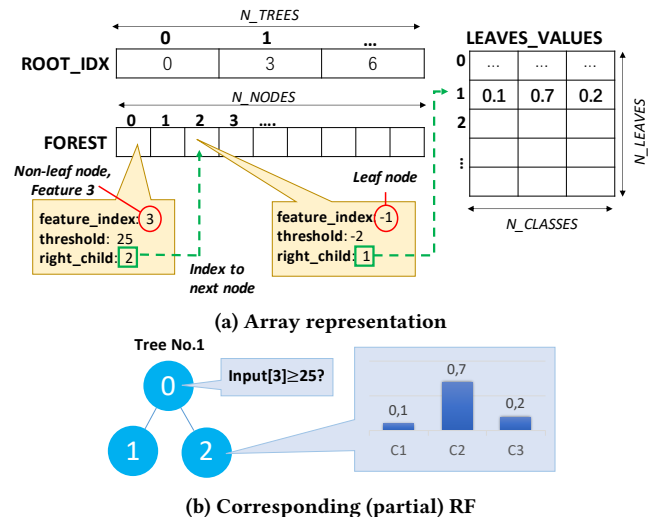 N_TREES
0 1 ...
ROOT_IDX 0 3 6
N_NODES
0 1 2 3 ....
FOREST
Non-leaf node,
Feature 3
feature_index: 3
threshold: 25
right_child: 2
Index to
next node
Leaf node
feature_index: -1
threshold: -2
right_child: 1
LEAVES_VALUES
0 ... ... ...
1 0.1 0.7 0.2
2
...
N_LEAVES
N_CLASSES
(a) Array representation
Tree No.1
0
1 2
Input[3]≥25?
0,7
0,2
0,1
C1 C2 C3
(b) Corresponding (partial) RF